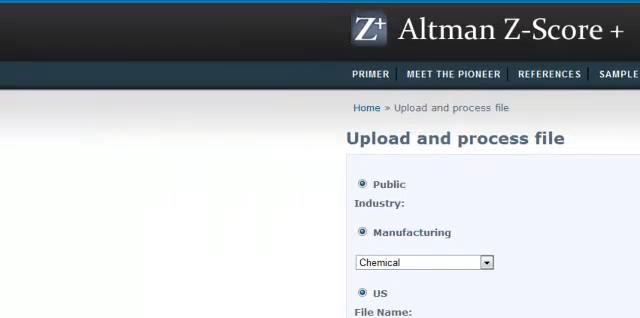 Z+ Altman Z-Score +
PRIMER MEET THE PIONEER REFERENCES SAMPLE
Home » Upload and process file
Upload and process file
Public
Industry:
Manufacturing
Chemical
US
File Name: